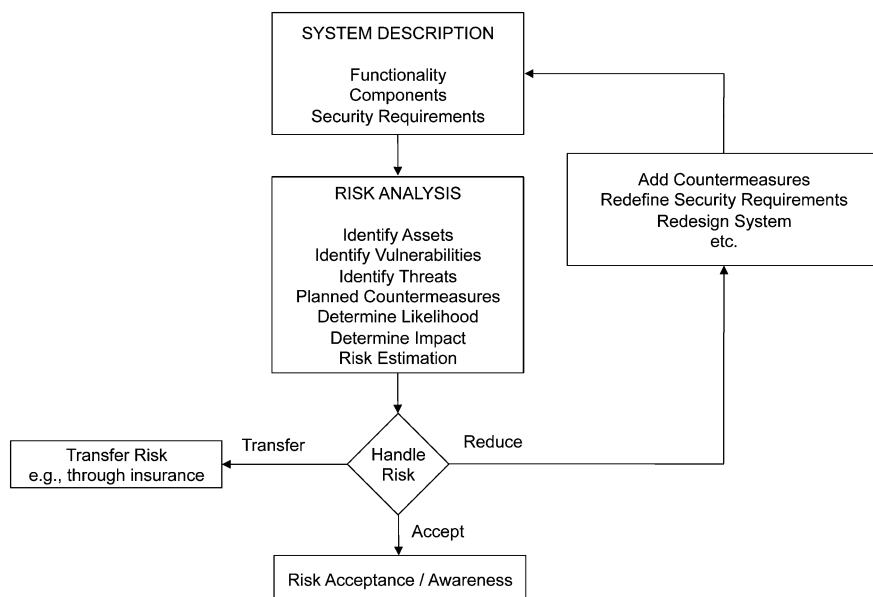 SYSTEM DESCRIPTION
Functionality
Components
Security Requirements
Add Countermeasures
Redefine Security Requirements
Redesign System
etc.
RISK ANALYSIS
Identify Assets
Identify Vulnerabilities
Identify Threats
Planned Countermeasures
Determine Likelihood
Determine Impact
Risk Estimation
Transfer Risk
e.g., through insurance
Transfer
Handle
Risk
Reduce
Accept
Risk Acceptance / Awareness